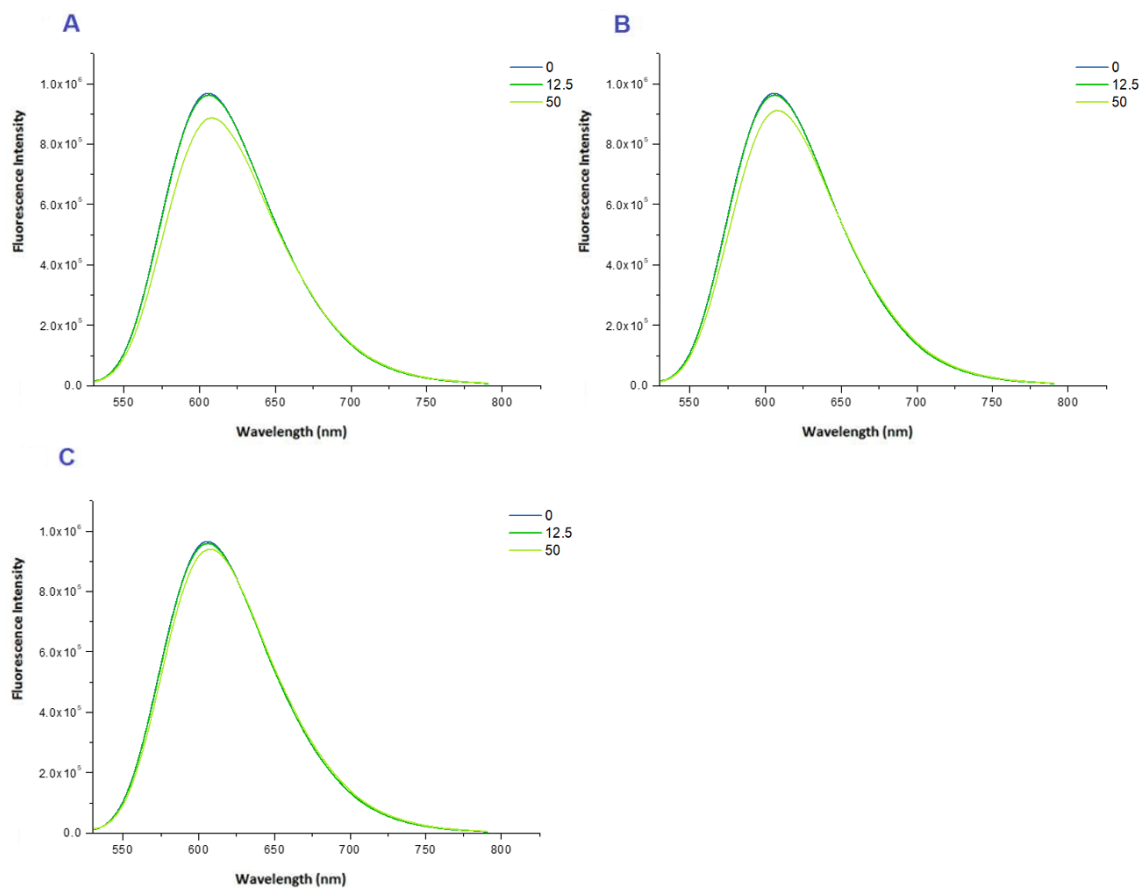 A
0
12.5
50
Fluorescence Intensity
1.0x10⁶
8.0x10⁵
6.0x10⁵
4.0x10⁵
2.0x10⁵
0.0
550 600 650 700 750 800
Wavelength (nm)
B
0
12.5
50
Fluorescence Intensity
1.0x10⁶
8.0x10⁵
6.0x10⁵
4.0x10⁵
2.0x10⁵
0.0
550 600 650 700 750 800
Wavelength (nm)
C
0
12.5
50
Fluorescence Intensity
1.0x10⁶
8.0x10⁵
6.0x10⁵
4.0x10⁵
2.0x10⁵
0.0
550 600 650 700 750 800
Wavelength (nm)